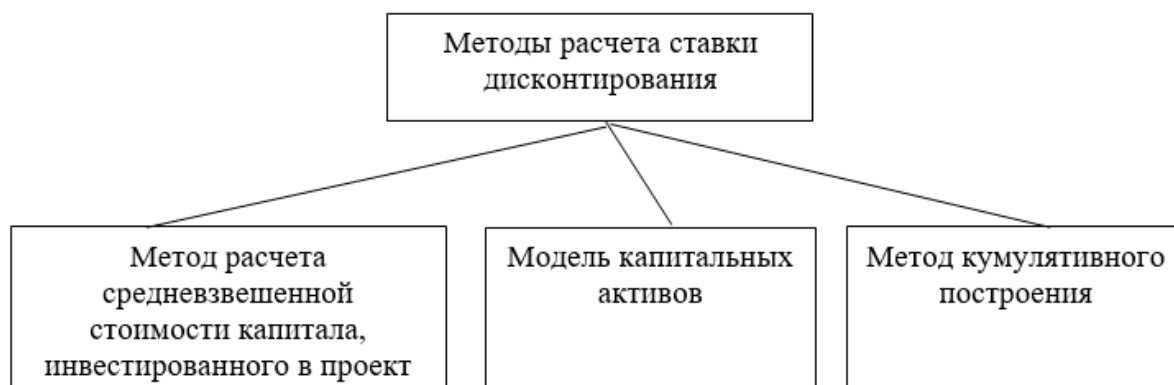 Методы расчета ставки
дисконтирования
Метод расчета
средневзвешенной
стоимости капитала,
инвестированного в проект
Модель капитальных
активов
Метод кумулятивного
построения